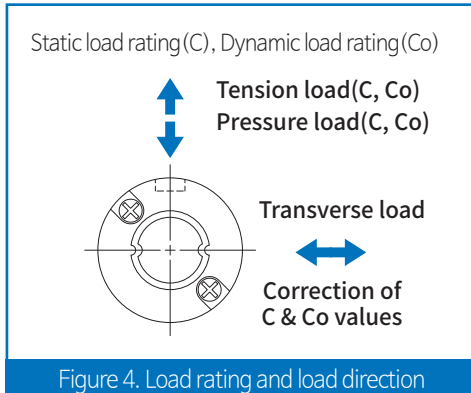 Static load rating(C), Dynamic load rating(Co)
Tension load(C, Co)
Pressure load(C, Co)
Transverse load
Correction of
C & Co values
Figure 4. Load rating and load direction